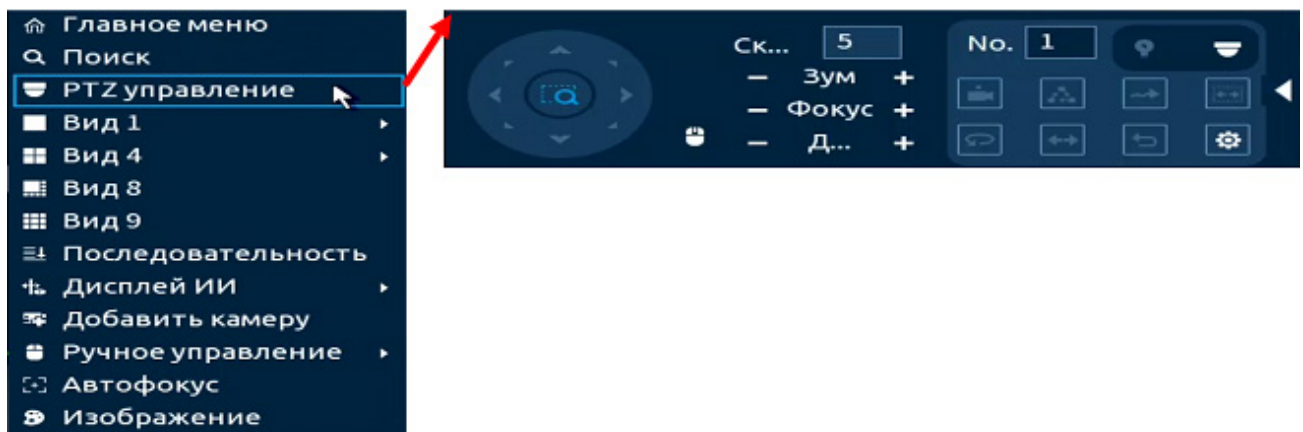 Главное меню
Поиск
PTZ управление
Вид 1
Вид 4
Вид 8
Вид 9
Последовательность
Дисплей ИИ
Добавить камеру
Ручное управление
Автофокус
Изображение
Ск... 5
No. 1
− Зум +
− Фокус +
− Д... +